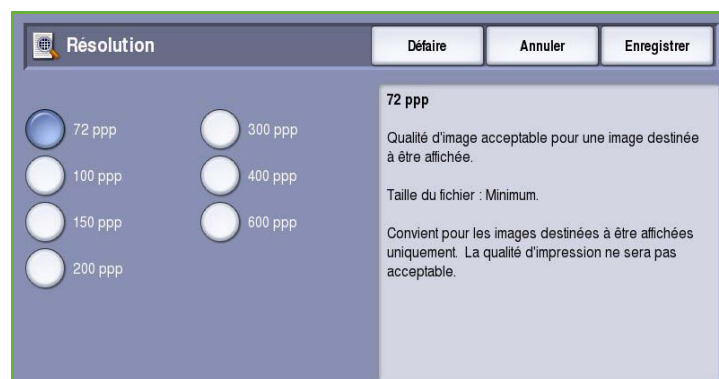 Résolution
Défaire
Annuler
Enregistrer
72 ppp
100 ppp
150 ppp
200 ppp
300 ppp
400 ppp
600 ppp
72 ppp
Qualité d'image acceptable pour une image destinée
à être affichée.
Taille du fichier : Minimum.
Convient pour les images destinées à être affichées
uniquement. La qualité d'impression ne sera pas
acceptable.